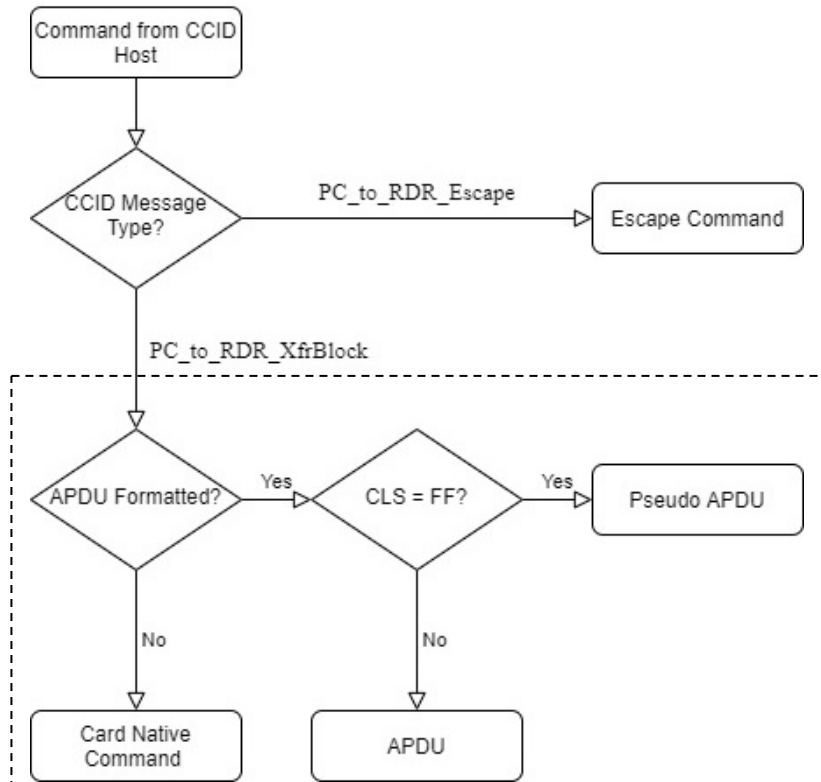 Command from CCID
Host
PC_to_RDR_Escape
CCID Message
Type?
Escape Command
PC_to_RDR_XfrBlock
APDU Formatted?
Yes
CLS = FF?
Yes
Pseudo APDU
No
No
Card Native
Command
APDU